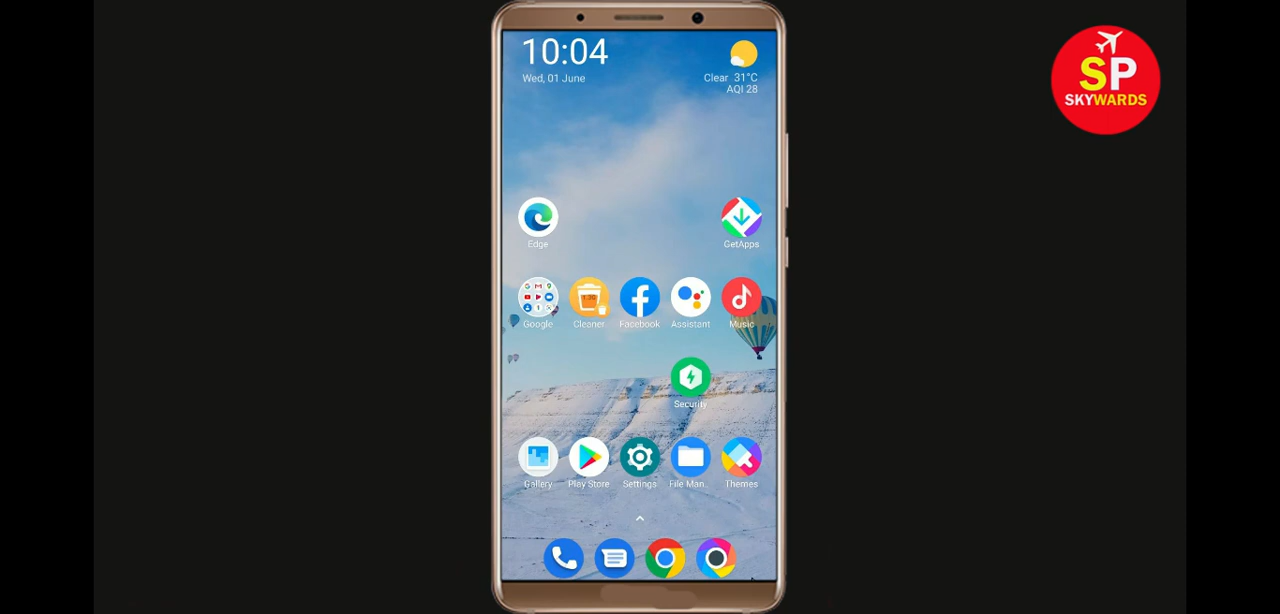 10:04
Wed, 01 June
Clear 31°C
AQI 28
SP
SKYWARDS
Edge
GetApps
Google
Cleaner
Facebook
Assistant
Music
Security
Gallery
Play Store
Settings
File Man..
Themes